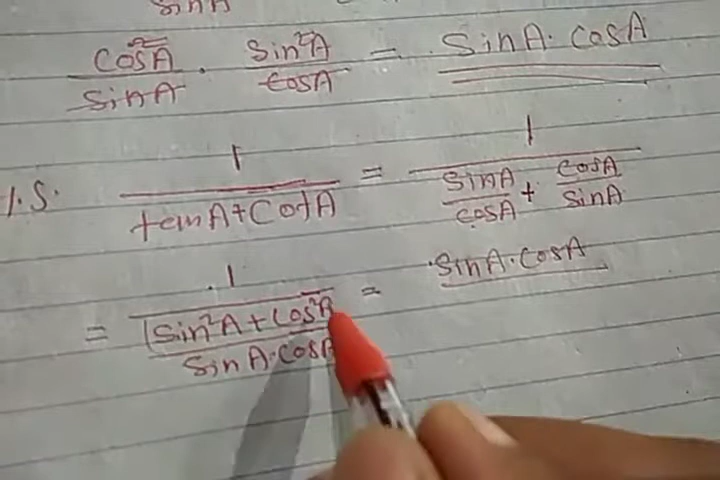 sinA
cos²A/sinA · sin²A/cosA = sinA·cosA
1/(tanA+cotA) = 1/(sinA/cosA + cosA/sinA)
= 1/((sin²A+cos²A)/(sinA·cosA)) = sinA·cosA